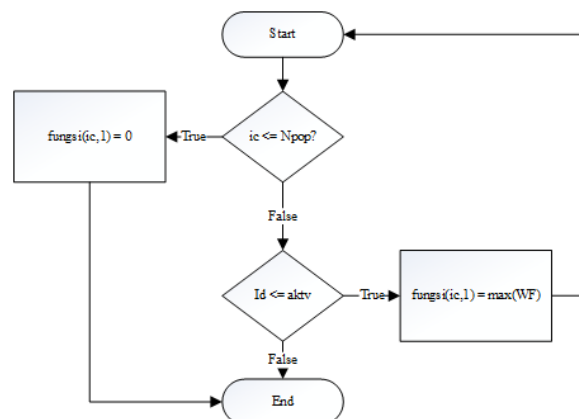 Start
ic <= Npop?
True
fungsi(ic,1) = 0
False
Id <= aktv
True
fungsi(ic,1) = max(WF)
False
End